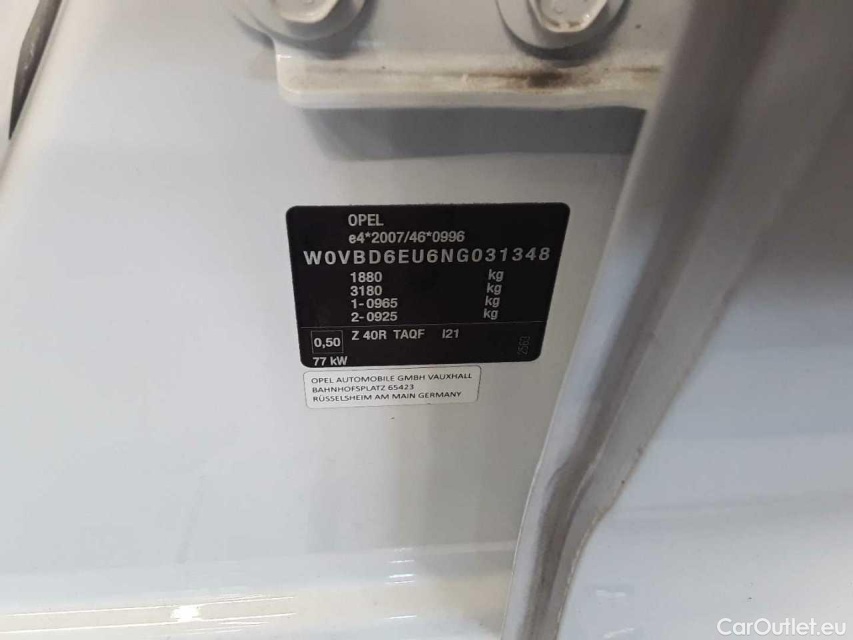 OPEL
e4*2007/46*0996
W0VBD6EU6NG031348
1880 kg
3180 kg
1-0965 kg
2-0925 kg
0,50 Z 40R TAQF I21
77 kW
OPEL AUTOMOBILE GMBH VAUXHALL
BAHNHOFSPLATZ 65423
RÜSSELSHEIM AM MAIN GERMANY
CarOutlet.eu